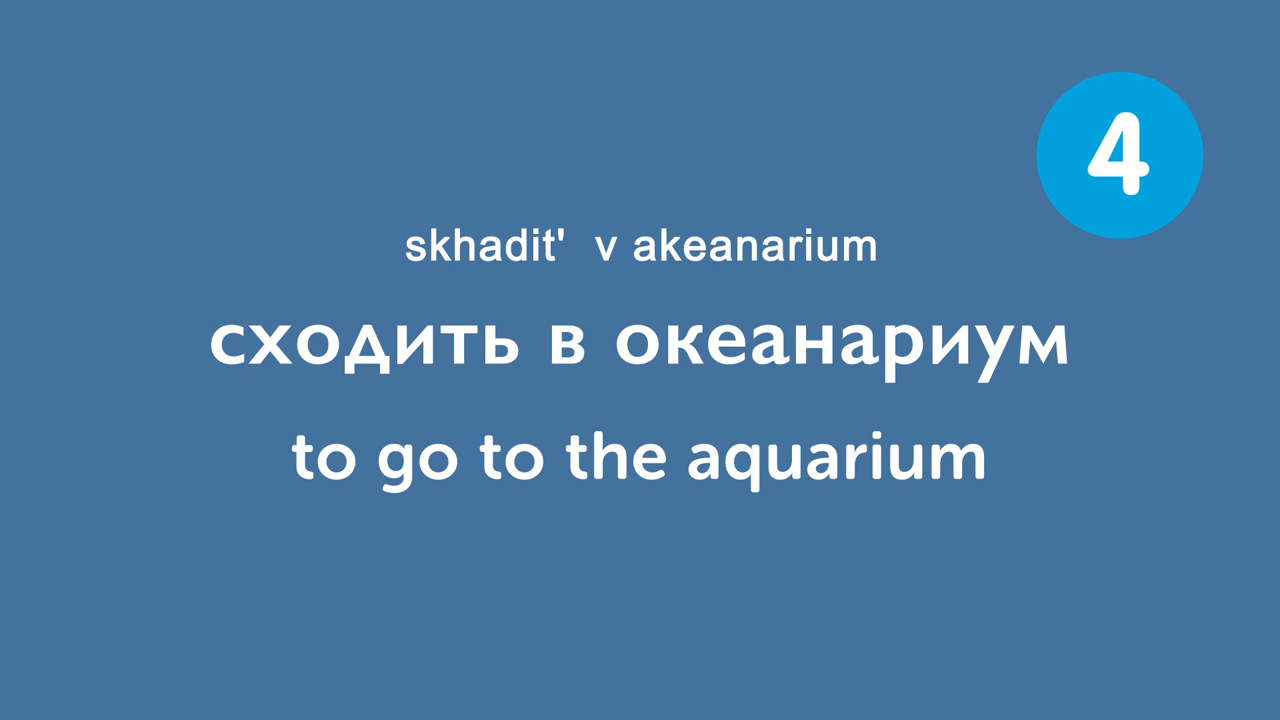 4
skhadit' v akeanarium
сходить в океанариум
to go to the aquarium